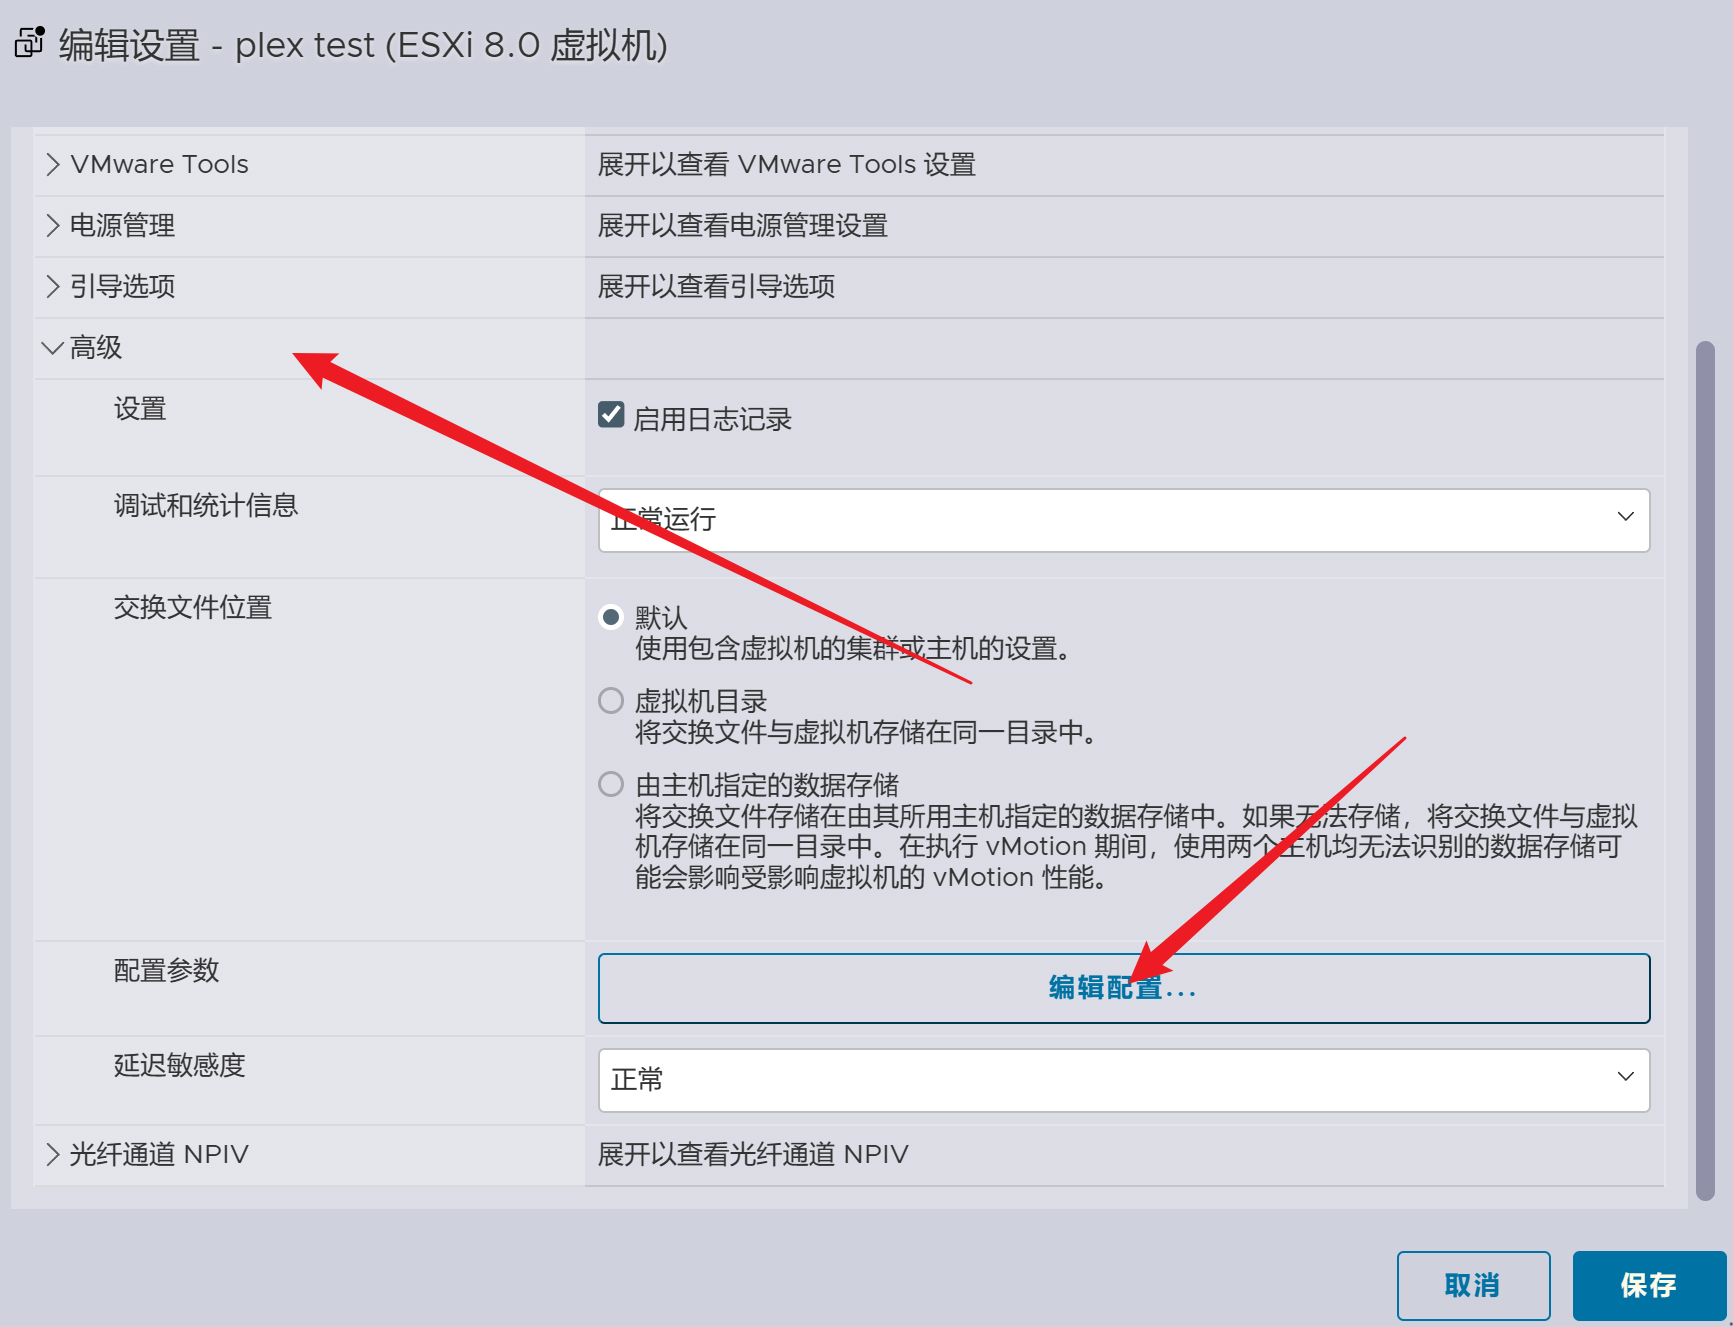 编辑设置 - plex test (ESXi 8.0 虚拟机)
VMware Tools
展开以查看 VMware Tools 设置
电源管理
展开以查看电源管理设置
引导选项
展开以查看引导选项
高级
设置
启用日志记录
调试和统计信息
正常运行
交换文件位置
默认
使用包含虚拟机的集群或主机的设置。
虚拟机目录
将交换文件与虚拟机存储在同一目录中。
由主机指定的数据存储
将交换文件存储在由其所用主机指定的数据存储中。如果无法存储，将交换文件与虚拟
机存储在同一目录中。在执行 vMotion 期间，使用两个主机均无法识别的数据存储可
能会影响受影响虚拟机的 vMotion 性能。
配置参数
编辑配置...
延迟敏感度
正常
光纤通道 NPIV
展开以查看光纤通道 NPIV
取消
保存